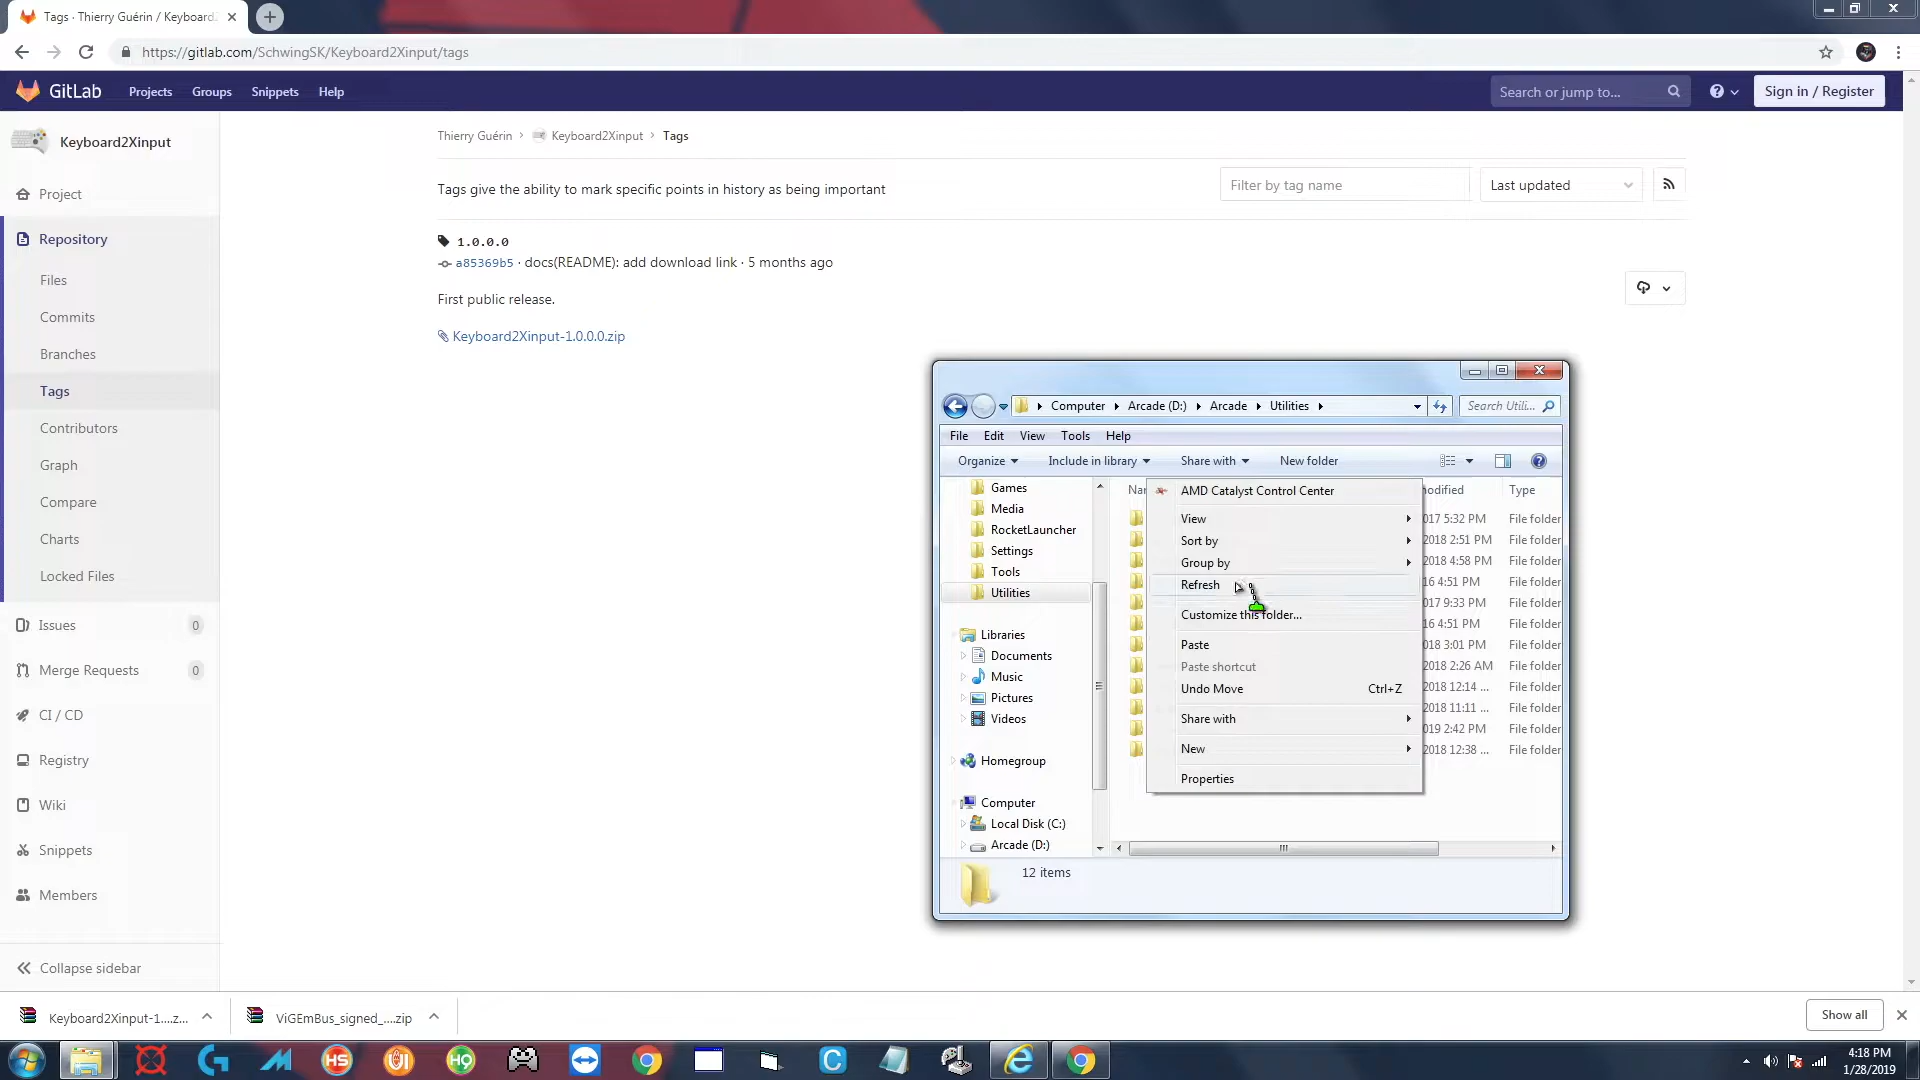 Tags · Thierry Guérin / Keyboard2
https://gitlab.com/SchwingSK/Keyboard2Xinput/tags
GitLab Projects Groups Snippets Help Search or jump to... Sign in / Register
Keyboard2Xinput
Project
Repository
Files
Commits
Branches
Tags
Contributors
Graph
Compare
Charts
Locked Files
Issues 0
Merge Requests 0
CI / CD
Registry
Wiki
Snippets
Members
Collapse sidebar
Thierry Guérin › Keyboard2Xinput › Tags
Tags give the ability to mark specific points in history as being important
Filter by tag name
Last updated
1.0.0.0
a85369b5 · docs(README): add download link · 5 months ago
First public release.
Keyboard2Xinput-1.0.0.0.zip
Computer Arcade (D:) Arcade Utilities Search Utili...
File Edit View Tools Help
Organize Include in library Share with New folder
Games
Media
RocketLauncher
Settings
Tools
Utilities
Libraries
Documents
Music
Pictures
Videos
Homegroup
Computer
Local Disk (C:)
Arcade (D:)
Type
017 5:32 PM File folder
2018 2:51 PM File folder
2018 4:58 PM File folder
16 4:51 PM File folder
017 9:33 PM File folder
16 4:51 PM File folder
018 3:01 PM File folder
2018 2:26 AM File folder
2018 12:14 ... File folder
2018 11:11 ... File folder
019 2:42 PM File folder
2018 12:38 ... File folder
AMD Catalyst Control Center
View
Sort by
Group by
Refresh
Customize this folder...
Paste
Paste shortcut
Undo Move Ctrl+Z
Share with
New
Properties
12 items
Keyboard2Xinput-1....z...
ViGEmBus_signed_....zip
Show all
4:18 PM
1/28/2019